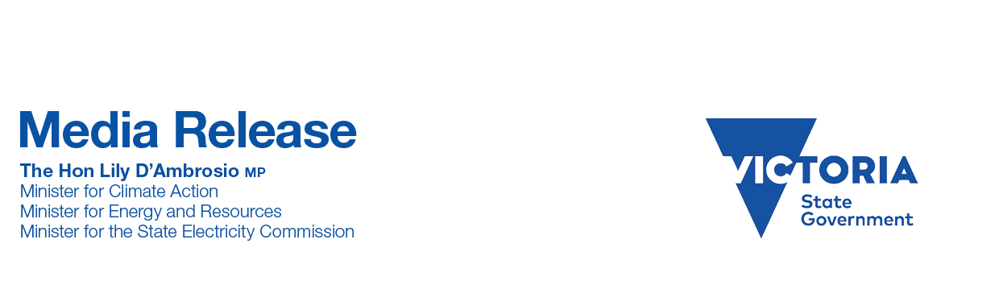 Media Release
The Hon Lily D’Ambrosio MP
Minister for Climate Action
Minister for Energy and Resources
Minister for the State Electricity Commission
VICTORIA
State
Government